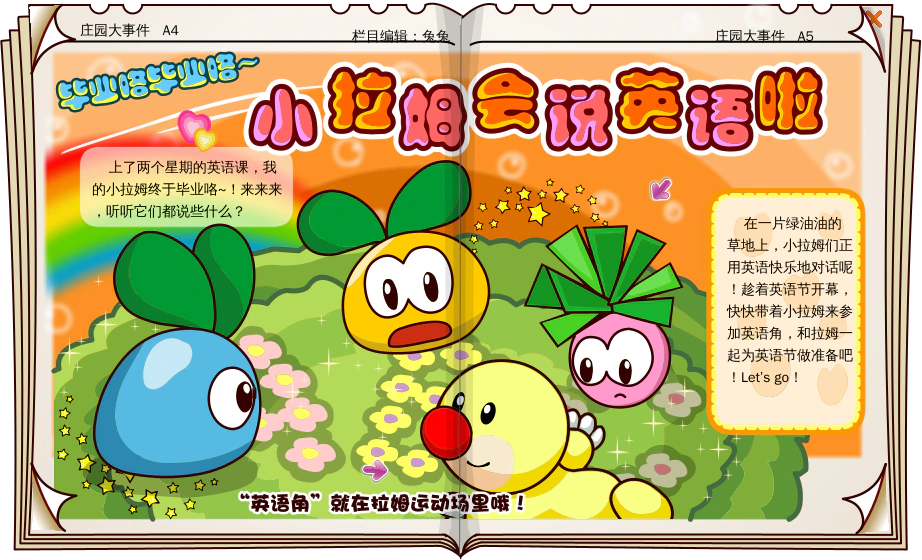 庄园大事件 A4
栏目编辑：兔兔
庄园大事件 A5
毕业咯毕业咯~
小拉姆会说英语啦
上了两个星期的英语课，我
的小拉姆终于毕业咯~！来来来
，听听它们都说些什么？
在一片绿油油的
草地上，小拉姆们正
用英语快乐地对话呢
！趁着英语节开幕，
快快带着小拉姆来参
加英语角，和拉姆一
起为英语节做准备吧
！Let's go！
“英语角”就在拉姆运动场里哦！